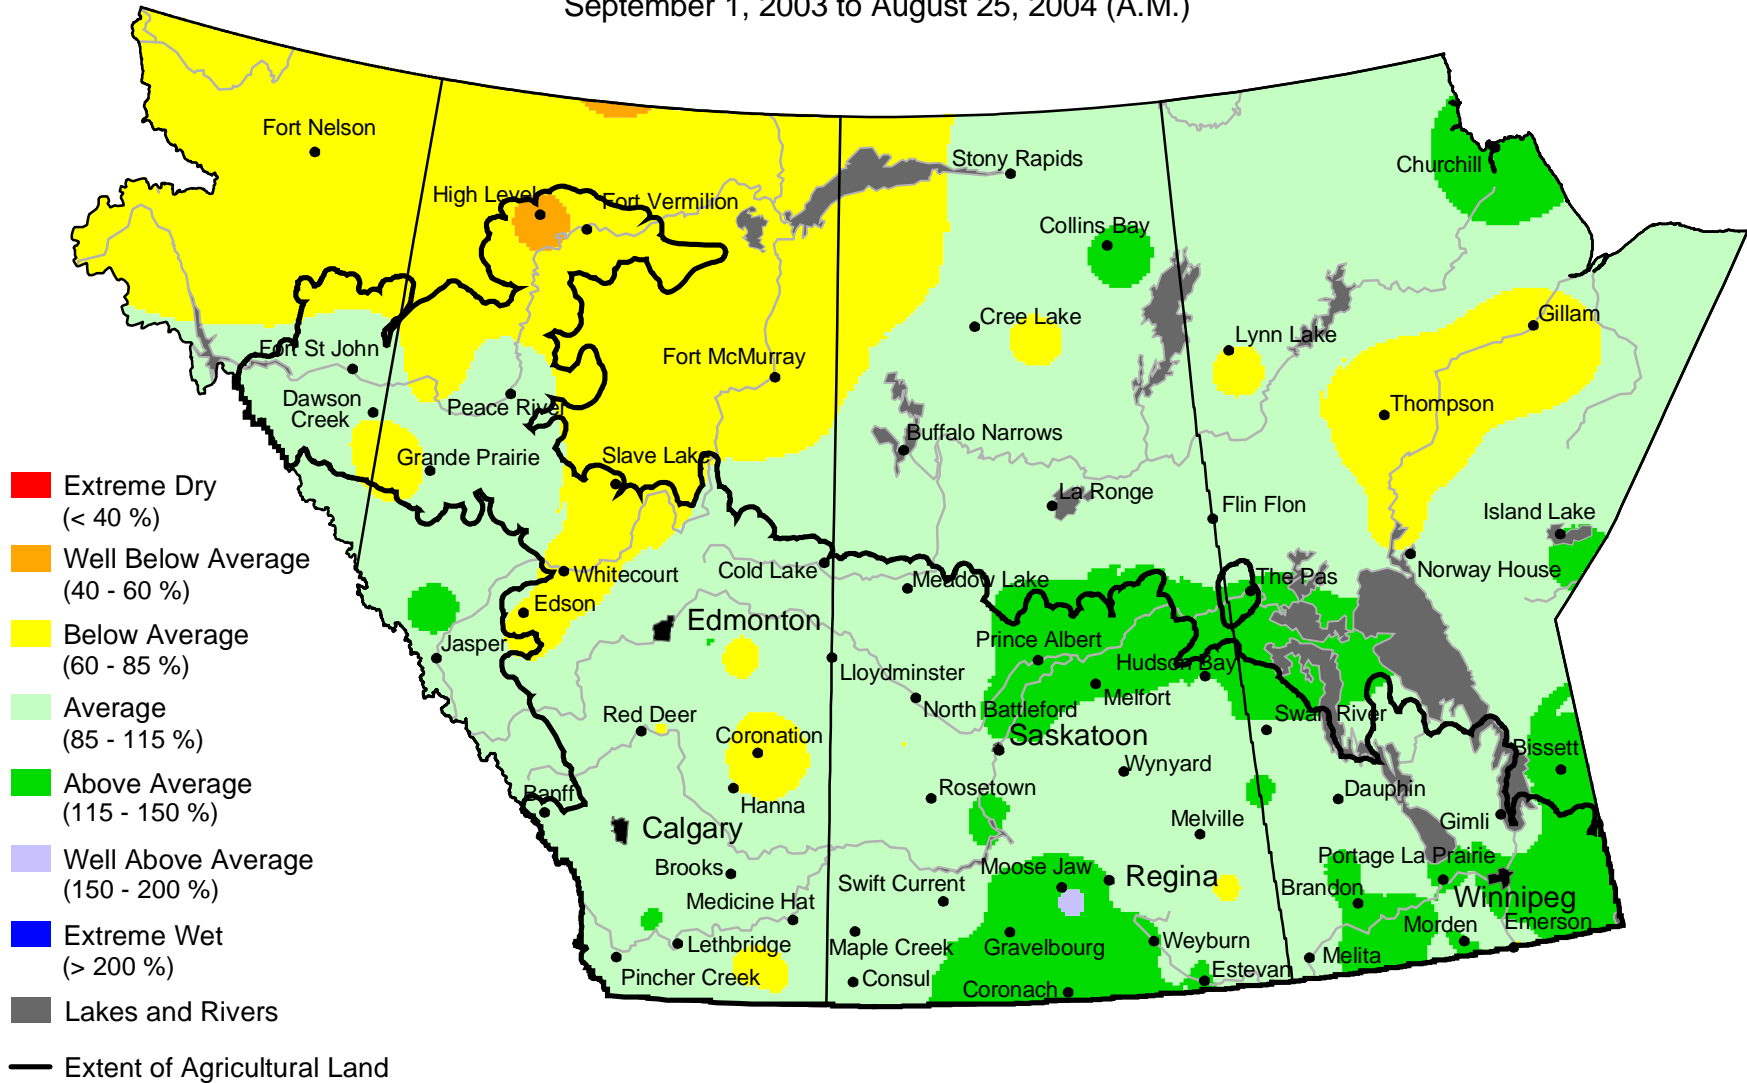 September 1, 2003 to August 25, 2004 (A.M.)
Fort Nelson
High Level
Fort Vermilion
Stony Rapids
Churchill
Collins Bay
Cree Lake
Gillam
Lynn Lake
Fort St John
Fort McMurray
Dawson
Creek
Peace River
Thompson
Buffalo Narrows
Grande Prairie
Slave Lake
La Ronge
Flin Flon
Island Lake
Whitecourt
Cold Lake
Meadow Lake
The Pas
Norway House
Edson
Edmonton
Jasper
Prince Albert
Hudson Bay
Lloydminster
Melfort
North Battleford
Red Deer
Swan River
Coronation
Saskatoon
Bissett
Wynyard
Banff
Hanna
Rosetown
Dauphin
Calgary
Melville
Gimli
Brooks
Moose Jaw
Portage La Prairie
Swift Current
Regina
Brandon
Winnipeg
Medicine Hat
Morden
Emerson
Lethbridge
Maple Creek
Gravelbourg
Weyburn
Melita
Pincher Creek
Consul
Coronach
Estevan
Extreme Dry
(< 40 %)
Well Below Average
(40 - 60 %)
Below Average
(60 - 85 %)
Average
(85 - 115 %)
Above Average
(115 - 150 %)
Well Above Average
(150 - 200 %)
Extreme Wet
(> 200 %)
Lakes and Rivers
Extent of Agricultural Land